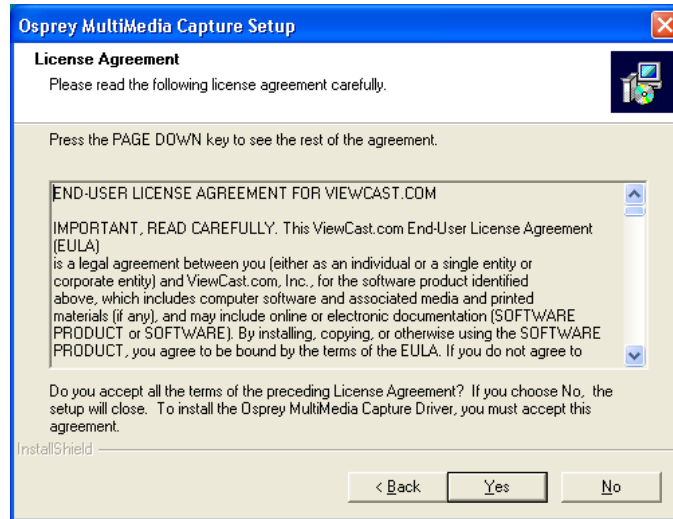 Osprey MultiMedia Capture Setup
License Agreement
Please read the following license agreement carefully.
Press the PAGE DOWN key to see the rest of the agreement.
END-USER LICENSE AGREEMENT FOR VIEWCAST.COM
IMPORTANT, READ CAREFULLY. This ViewCast.com End-User License Agreement
(EULA)
is a legal agreement between you (either as an individual or a single entity or
corporate entity) and ViewCast.com, Inc., for the software product identified
above, which includes computer software and associated media and printed
materials (if any), and may include online or electronic documentation (SOFTWARE
PRODUCT or SOFTWARE). By installing, copying, or otherwise using the SOFTWARE
PRODUCT, you agree to be bound by the terms of the EULA. If you do not agree to
Do you accept all the terms of the preceding License Agreement? If you choose No, the
setup will close. To install the Osprey MultiMedia Capture Driver, you must accept this
agreement.
InstallShield
< Back
Yes
No